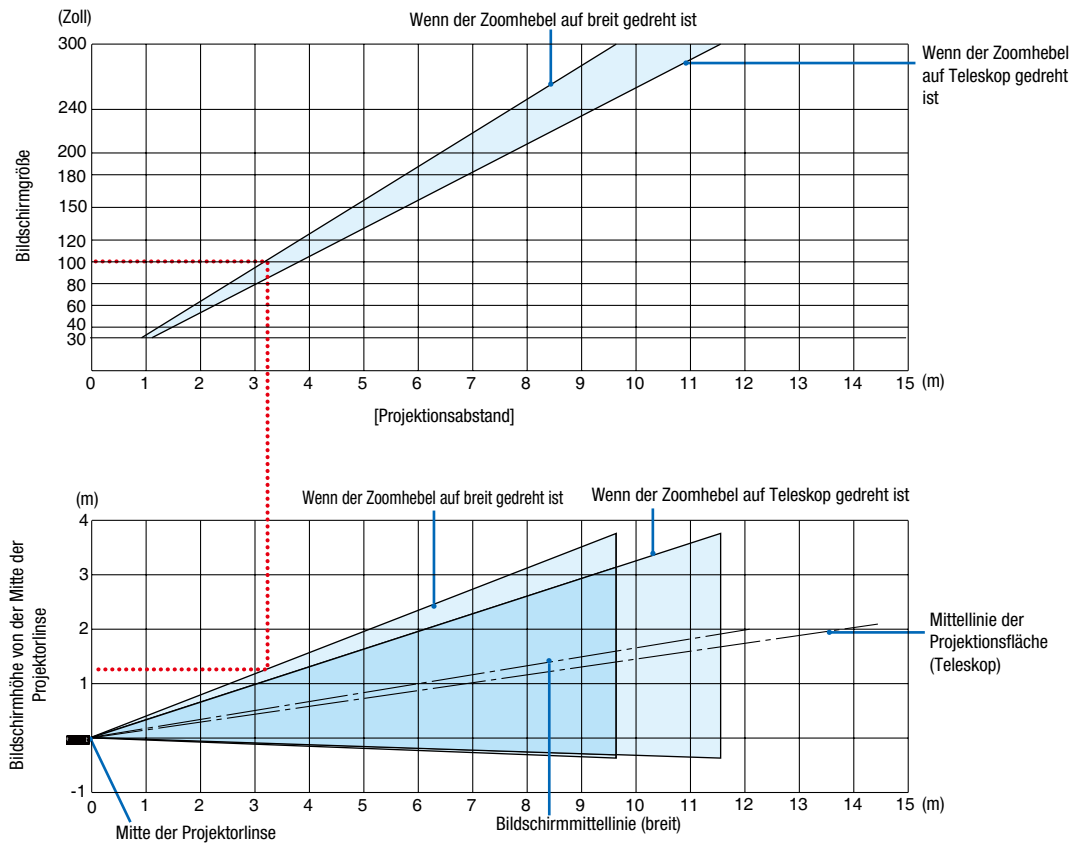 (Zoll)
Wenn der Zoomhebel auf breit gedreht ist
Wenn der Zoomhebel
auf Teleskop gedreht
ist
Bildschirmgröße
300
240
200
180
150
120
100
80
60
40
30
0 1 2 3 4 5 6 7 8 9 10 11 12 13 14 15 (m)
[Projektionsabstand]
(m)
Wenn der Zoomhebel auf breit gedreht ist
Wenn der Zoomhebel auf Teleskop gedreht ist
Bildschirmhöhe von der Mitte der
Projektorlinse
4
3
2
1
-1
Mittellinie der
Projektionsfläche
(Teleskop)
0 1 2 3 4 5 6 7 8 9 10 11 12 13 14 15 (m)
Mitte der Projektorlinse
Bildschirmmittellinie (breit)